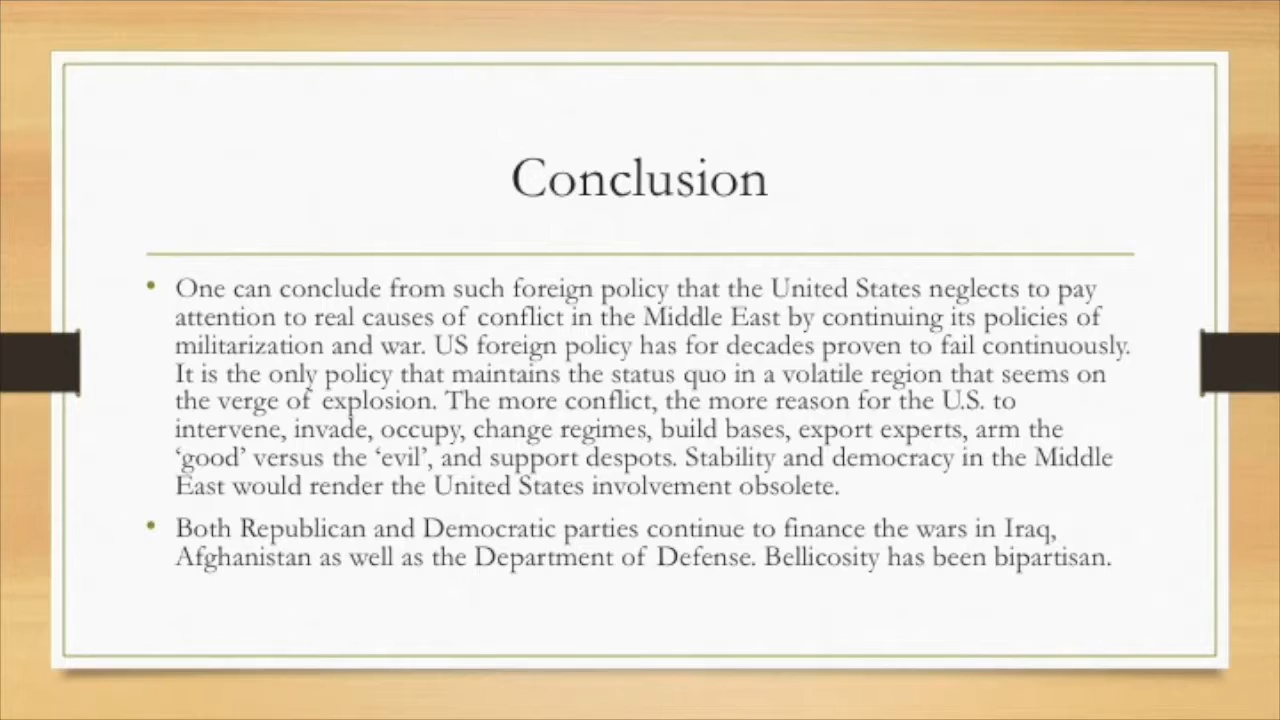 Conclusion
• One can conclude from such foreign policy that the United States neglects to pay
attention to real causes of conflict in the Middle East by continuing its policies of
militarization and war. US foreign policy has for decades proven to fail continuously.
It is the only policy that maintains the status quo in a volatile region that seems on
the verge of explosion. The more conflict, the more reason for the U.S. to
intervene, invade, occupy, change regimes, build bases, export experts, arm the
‘good’ versus the ‘evil’, and support despots. Stability and democracy in the Middle
East would render the United States involvement obsolete.
• Both Republican and Democratic parties continue to finance the wars in Iraq,
Afghanistan as well as the Department of Defense. Bellicosity has been bipartisan.